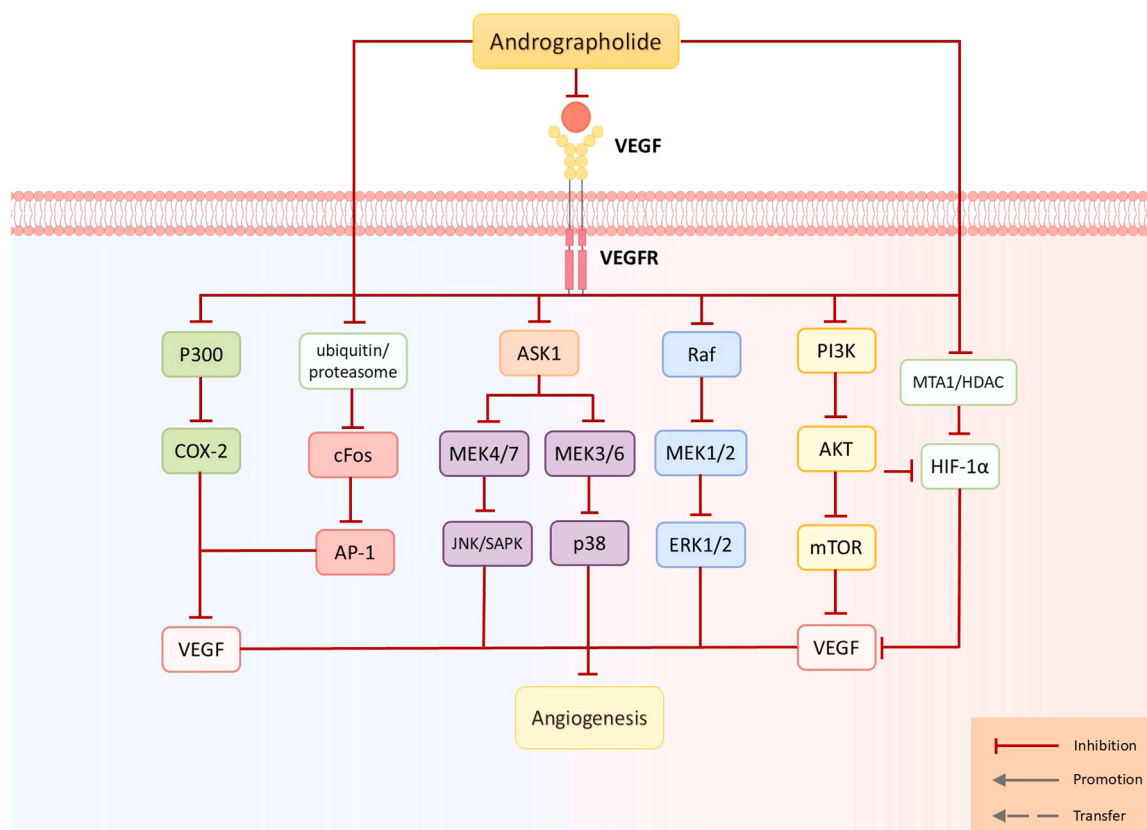 Andrographolide
VEGF
VEGFR
P300
ubiquitin/
proteasome
ASK1
Raf
PI3K
MTA1/HDAC
COX-2
cFos
MEK4/7
MEK3/6
MEK1/2
AKT
HIF-1α
AP-1
JNK/SAPK
p38
ERK1/2
mTOR
VEGF
VEGF
Angiogenesis
Inhibition
Promotion
Transfer